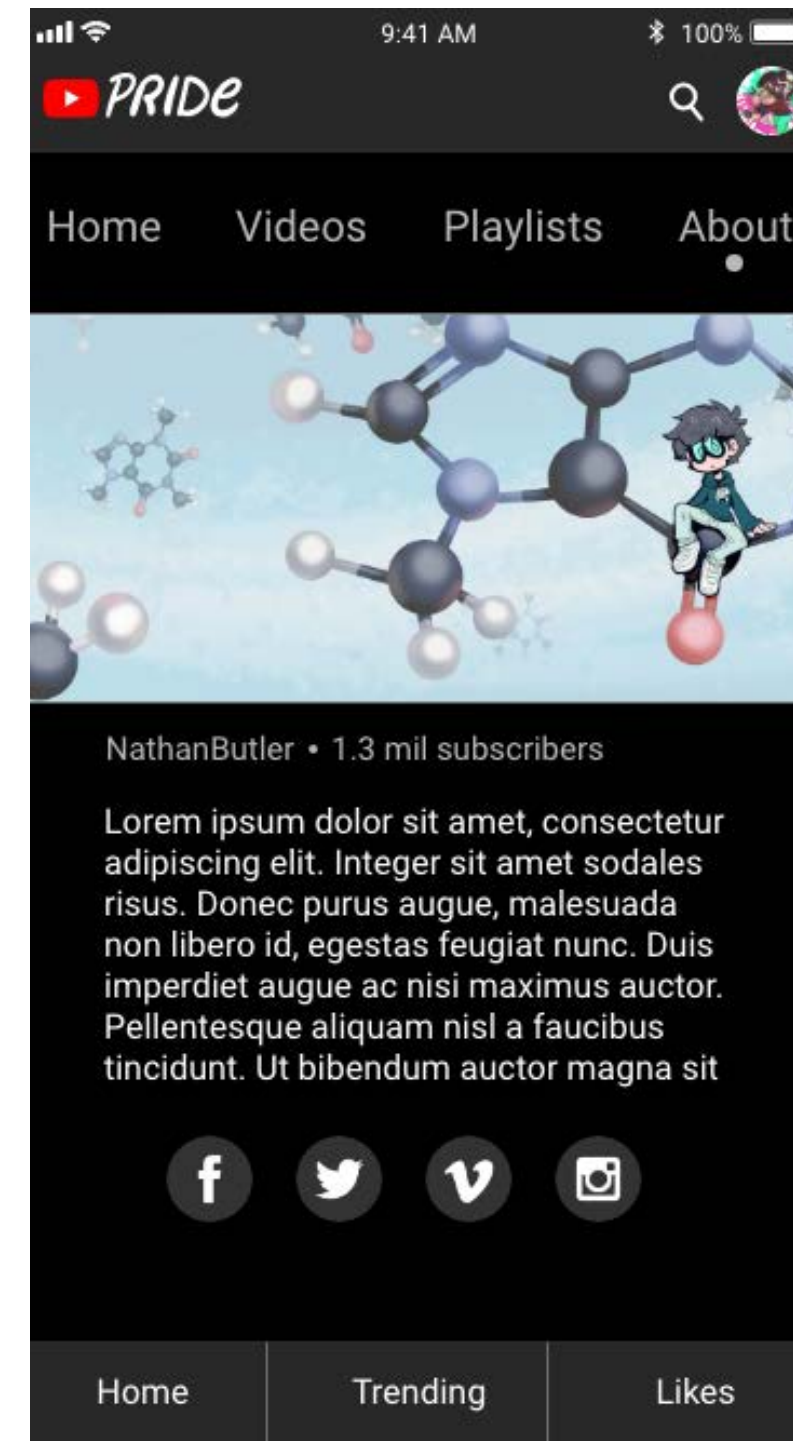 9:41 AM 100%
PRIDE
Home Videos Playlists About
NathanButler • 1.3 mil subscribers
Lorem ipsum dolor sit amet, consectetur
adipiscing elit. Integer sit amet sodales
risus. Donec purus augue, malesuada
non libero id, egestas feugiat nunc. Duis
imperdiet augue ac nisi maximus auctor.
Pellentesque aliquam nisl a faucibus
tincidunt. Ut bibendum auctor magna sit
Home Trending Likes